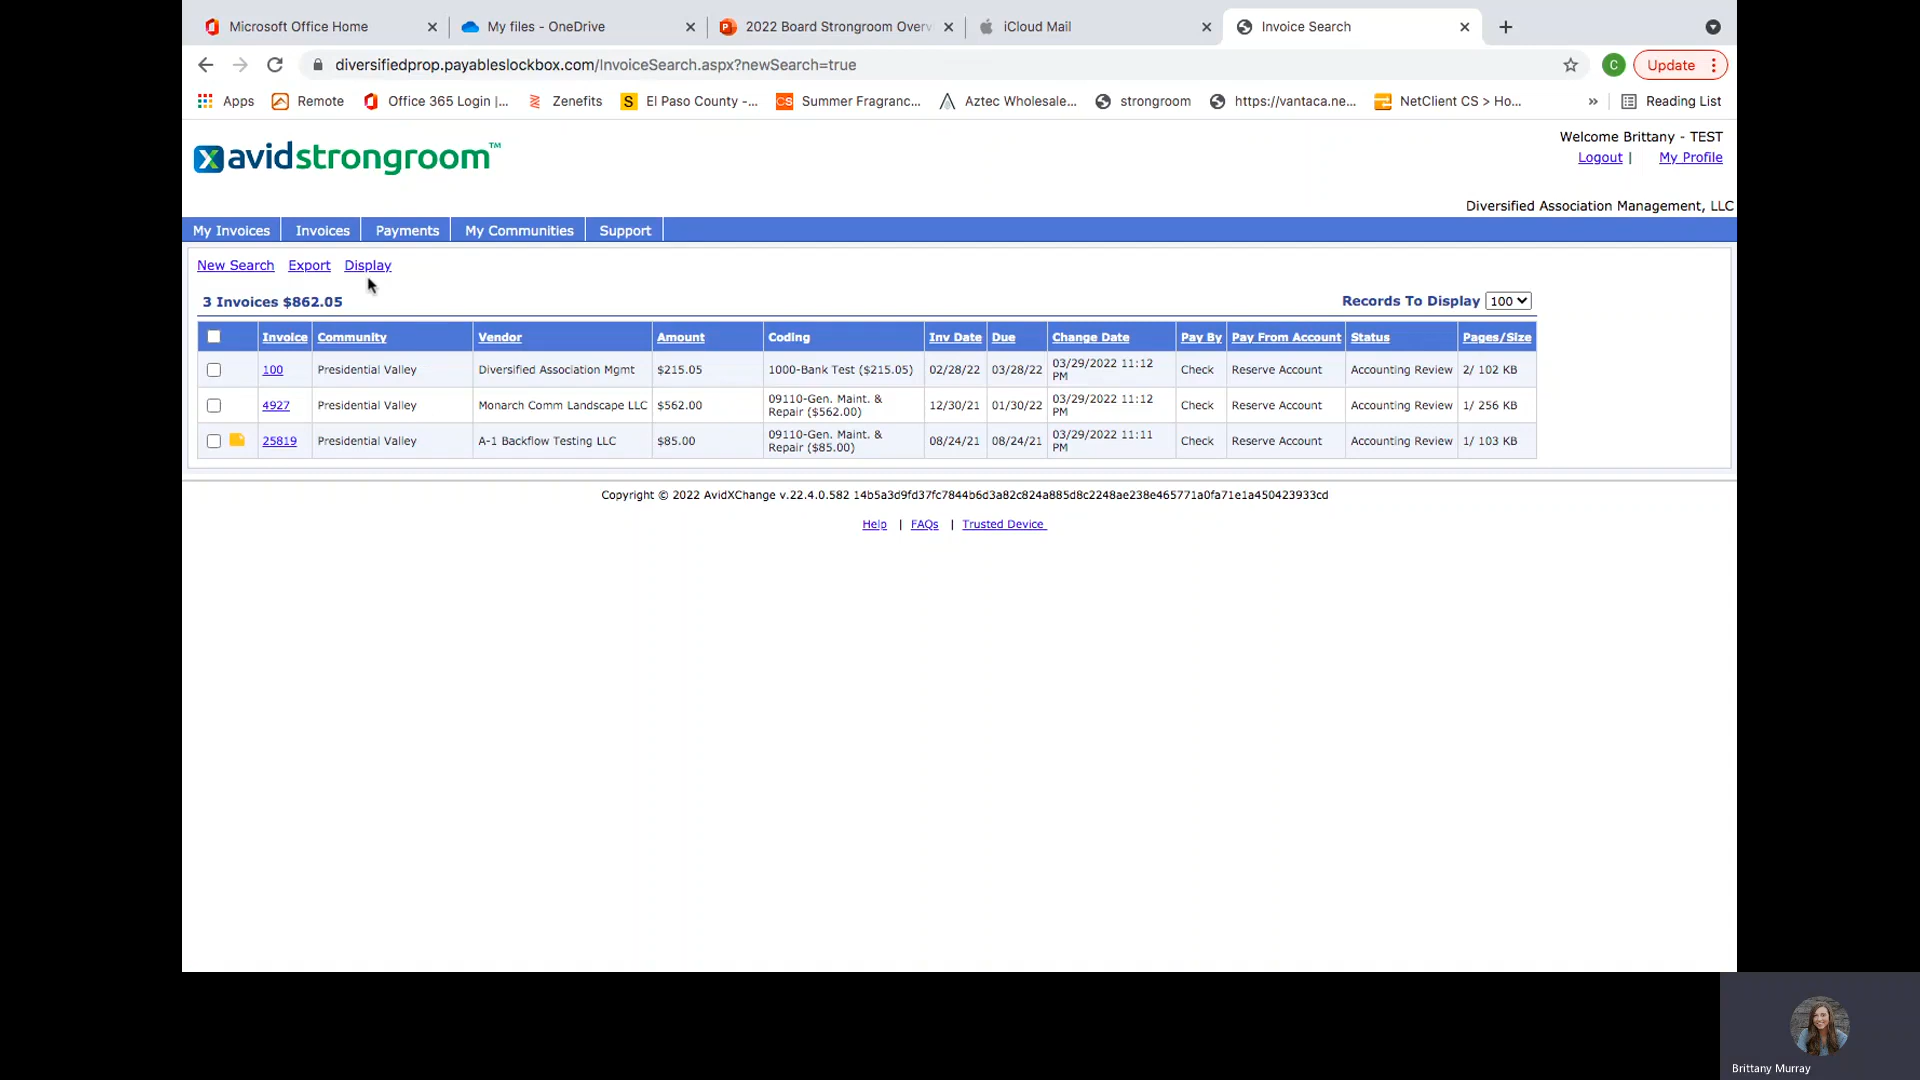 Microsoft Office Home
My files - OneDrive
2022 Board Strongroom Overv
iCloud Mail
Invoice Search
diversifiedprop.payableslockbox.com/InvoiceSearch.aspx?newSearch=true
C
Update
Apps
Remote
Office 365 Login |...
Zenefits
S
El Paso County -...
CS
Summer Fragranc...
Aztec Wholesale...
strongroom
https://vantaca.ne...
NetClient CS > Ho...
»
Reading List
x avidstrongroom™
Welcome Brittany - TEST
Logout | My Profile
Diversified Association Management, LLC
My Invoices Invoices Payments My Communities Support
New Search Export Display
3 Invoices $862.05
Records To Display 100
Invoice Community Vendor Amount Coding Inv Date Due Change Date Pay By Pay From Account Status Pages/Size
100 Presidential Valley Diversified Association Mgmt $215.05 1000-Bank Test ($215.05) 02/28/22 03/28/22 03/29/2022 11:12 PM Check Reserve Account Accounting Review 2/ 102 KB
4927 Presidential Valley Monarch Comm Landscape LLC $562.00 09110-Gen. Maint. & Repair ($562.00) 12/30/21 01/30/22 03/29/2022 11:12 PM Check Reserve Account Accounting Review 1/ 256 KB
25819 Presidential Valley A-1 Backflow Testing LLC $85.00 09110-Gen. Maint. & Repair ($85.00) 08/24/21 08/24/21 03/29/2022 11:11 PM Check Reserve Account Accounting Review 1/ 103 KB
Copyright © 2022 AvidXChange v.22.4.0.582 14b5a3d9fd37fc7844b6d3a82c824a885d8c2248ae238e465771a0fa71e1a450423933cd
Help | FAQs | Trusted Device
Brittany Murray